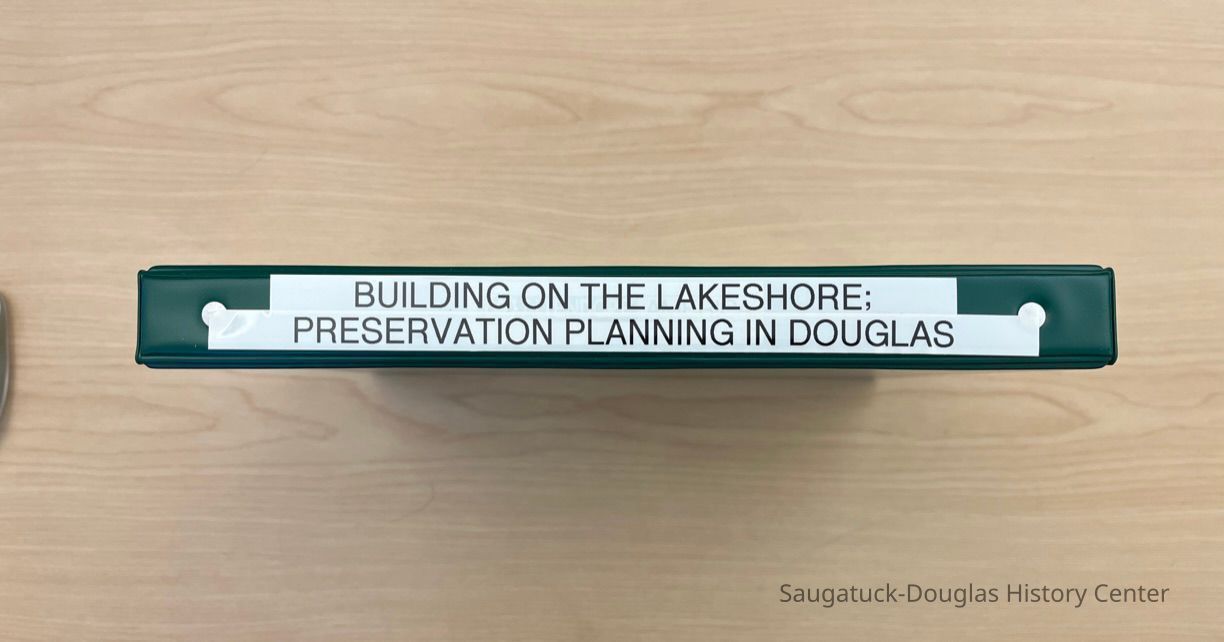 BUILDING ON THE LAKESHORE;
PRESERVATION PLANNING IN DOUGLAS
Saugatuck-Douglas History Center